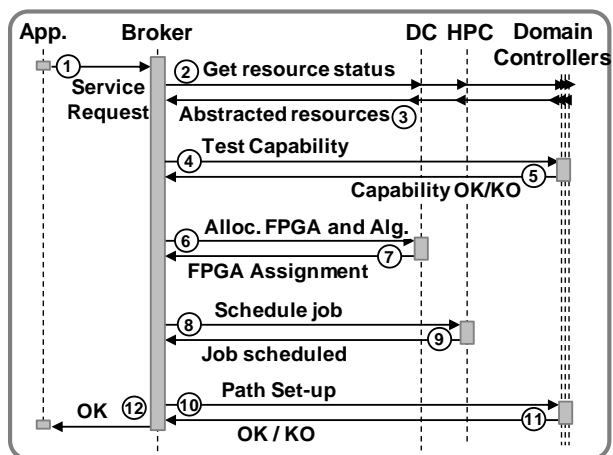 App. Broker DC HPC Domain
Controllers
1
2 Get resource status
Service
Request
Abstracted resources 3
Test Capability
4
5
Capability OK/KO
Alloc. FPGA and Alg.
6
7
FPGA Assignment
Schedule job
8
9
Job scheduled
Path Set-up
OK 12 10
11
OK / KO